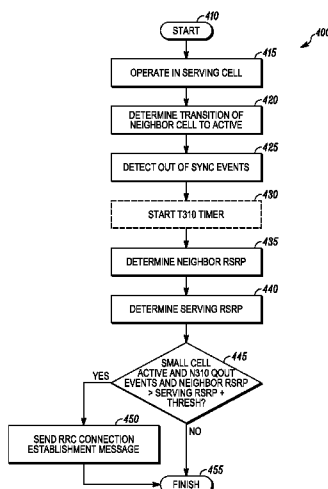 410
START
400
415
OPERATE IN SERVING CELL
420
DETERMINE TRANSITION OF
NEIGHBOR CELL TO ACTIVE
425
DETECT OUT OF SYNC EVENTS
430
START T310 TIMER
435
DETERMINE NEIGHBOR RSRP
440
DETERMINE SERVING RSRP
445
SMALL CELL
ACTIVE AND N310 QOUT
EVENTS AND NEIGHBOR RSRP
> SERVING RSRP +
THRESH?
YES
450
SEND RRC CONNECTION
ESTABLISHMENT MESSAGE
NO
455
FINISH